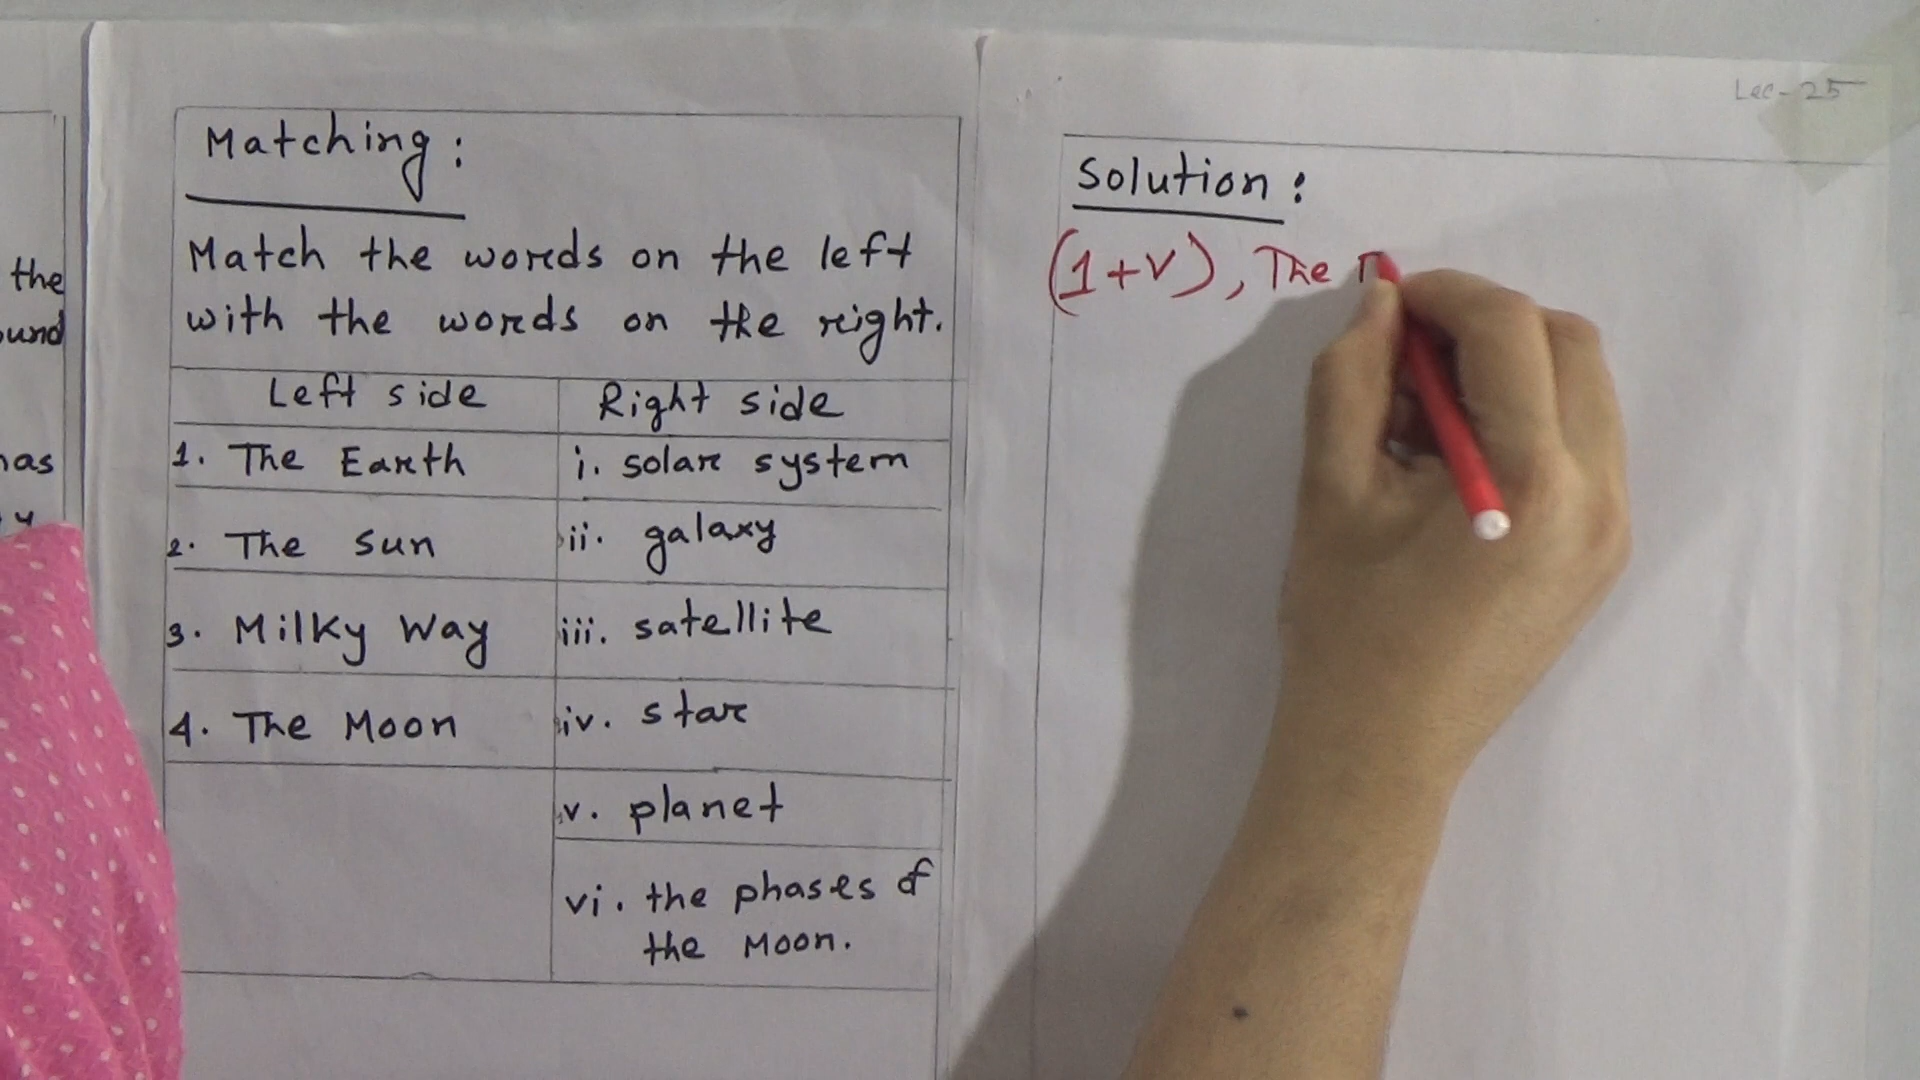 Lec-25
the
und
has
y
Matching:
Match the words on the left
with the words on the right.
Left side
Right side
1. The Earth
i. solar system
2. The sun
ii. galaxy
3. Milky Way
iii. satellite
4. The Moon
iv. star
v. planet
vi. the phases of
the Moon.
Solution:
(1+v), The